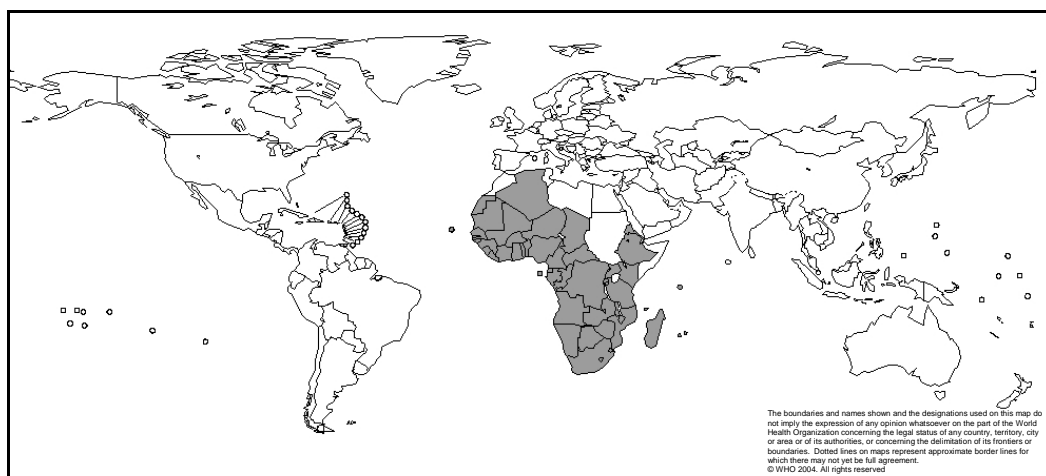 The boundaries and names shown and the designations used on this map do
not imply the expression of any opinion whatsoever on the part of the World
Health Organization concerning the legal status of any country, territory, city
or area or of its authorities, or concerning the delimitation of its frontiers or
boundaries.  Dotted lines on maps represent approximate border lines for
which there may not yet be full agreement.
© WHO 2004. All rights reserved